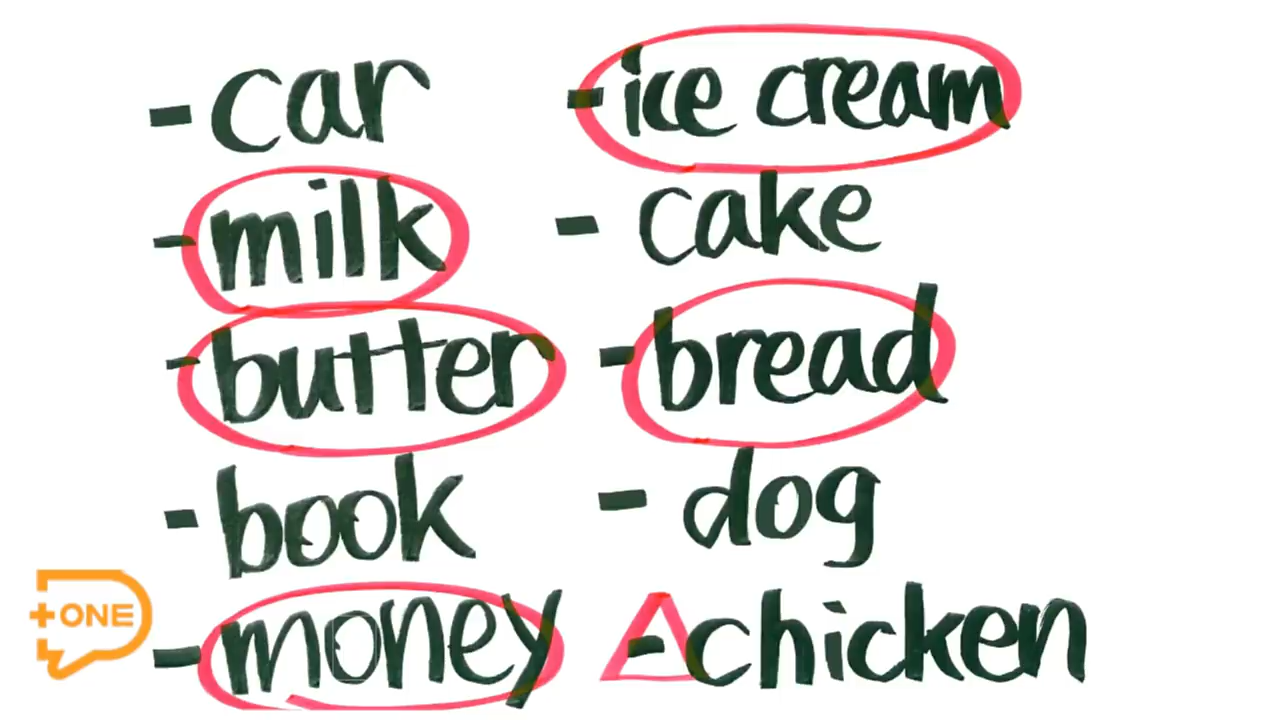 - car
- milk
- butter
- book
- money
- ice cream
- cake
- bread
- dog
- chicken
+ONE